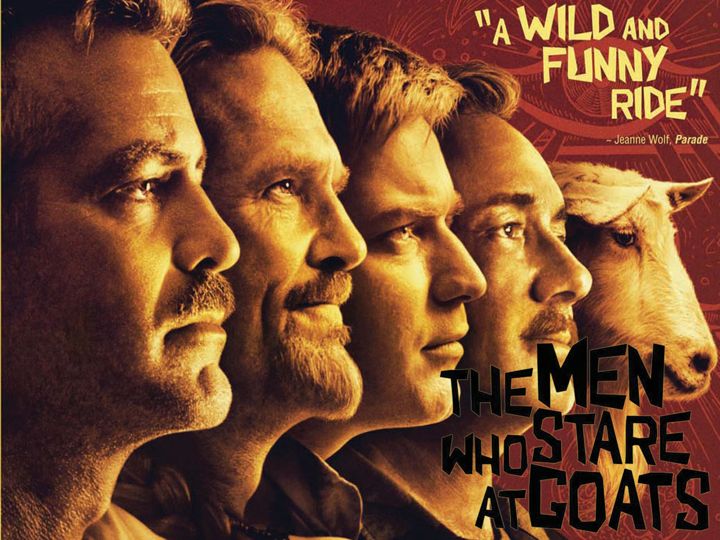 "A WILD AND
FUNNY
RIDE"
– Jeanne Wolf, Parade
THE MEN
WHO STARE
AT GOATS